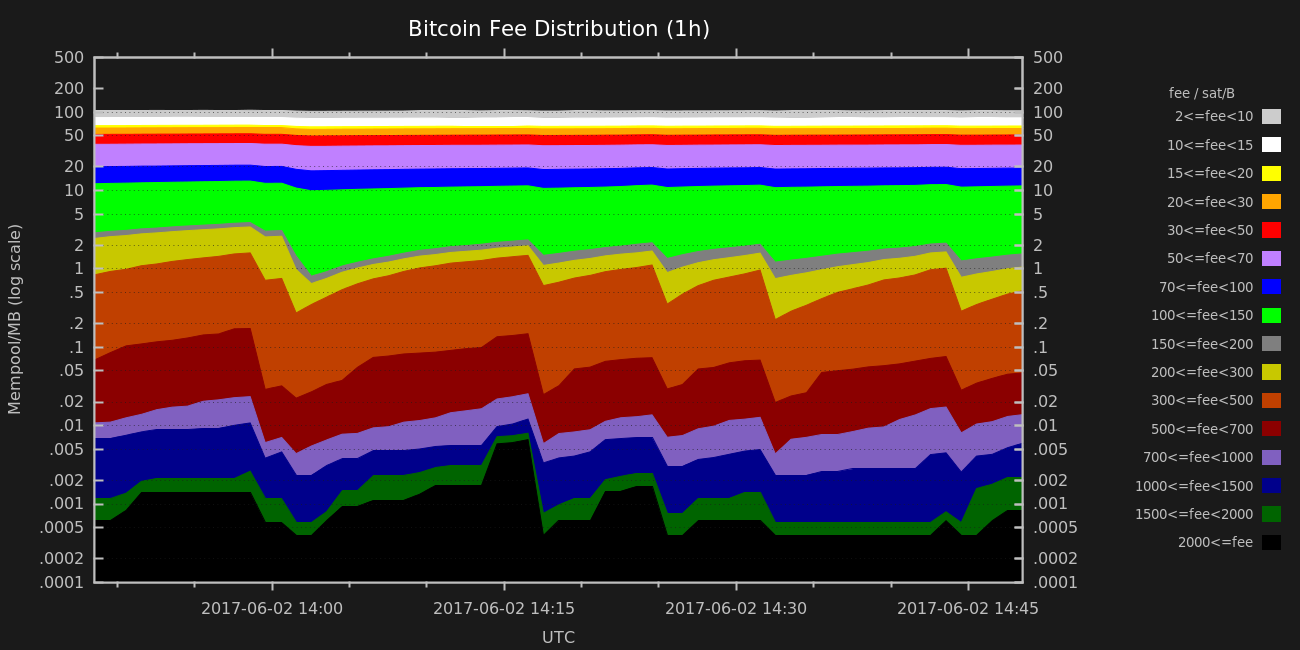 Bitcoin Fee Distribution (1h)
500 500
200 200
100 100
50 50
20 20
10 10
5 5
2 2
1 1
.5 .5
.2 .2
.1 .1
.05 .05
.02 .02
.01 .01
.005 .005
.002 .002
.001 .001
.0005 .0005
.0002 .0002
.0001 .0001
Mempool/MB (log scale)
2017-06-02 14:00 2017-06-02 14:15 2017-06-02 14:30 2017-06-02 14:45
UTC
fee / sat/B
2<=fee<10
10<=fee<15
15<=fee<20
20<=fee<30
30<=fee<50
50<=fee<70
70<=fee<100
100<=fee<150
150<=fee<200
200<=fee<300
300<=fee<500
500<=fee<700
700<=fee<1000
1000<=fee<1500
1500<=fee<2000
2000<=fee